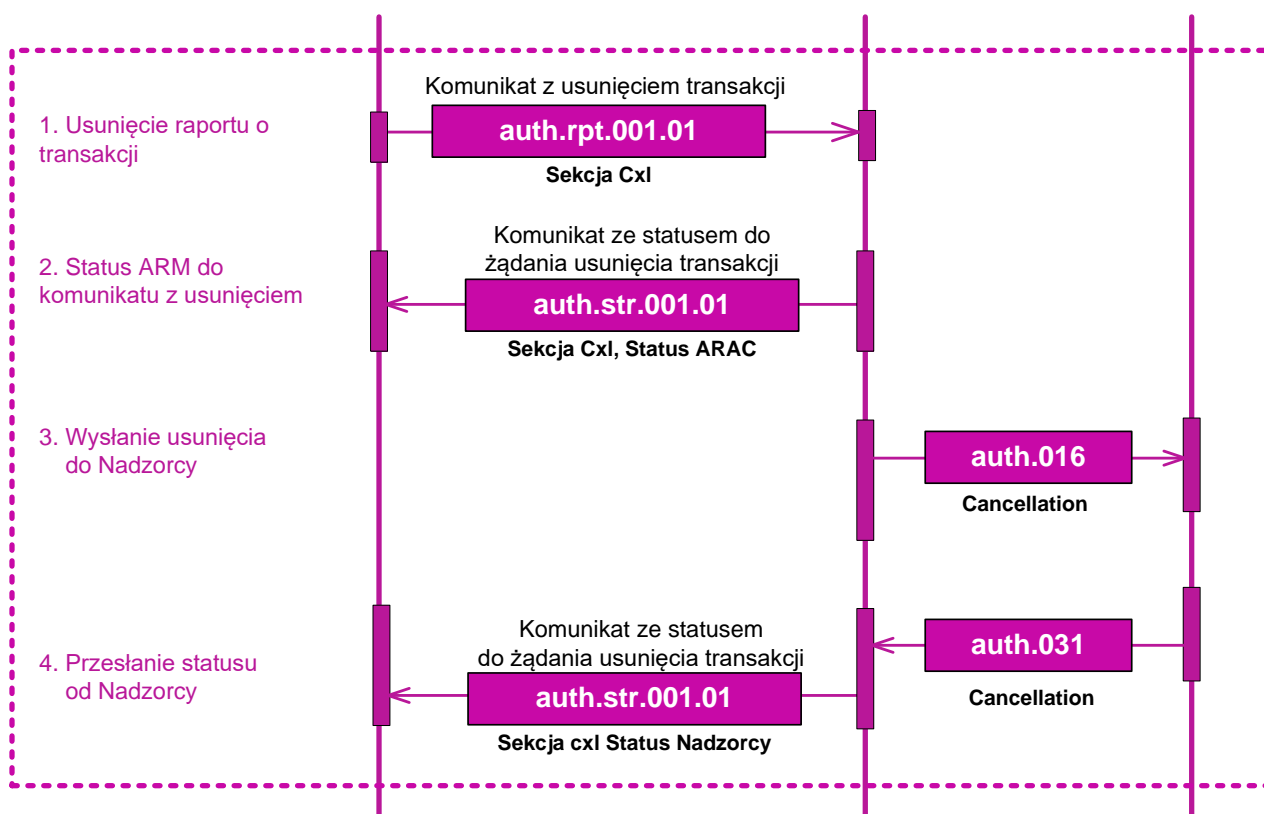 Komunikat z usunięciem transakcji
1. Usunięcie raportu o
transakcji
auth.rpt.001.01
Sekcja Cxl
Komunikat ze statusem do
żądania usunięcia transakcji
2. Status ARM do
komunikatu z usunięciem
auth.str.001.01
Sekcja Cxl, Status ARAC
3. Wysłanie usunięcia
do Nadzorcy
auth.016
Cancellation
Komunikat ze statusem
do żądania usunięcia transakcji
4. Przesłanie statusu
od Nadzorcy
auth.031
Cancellation
auth.str.001.01
Sekcja cxl Status Nadzorcy